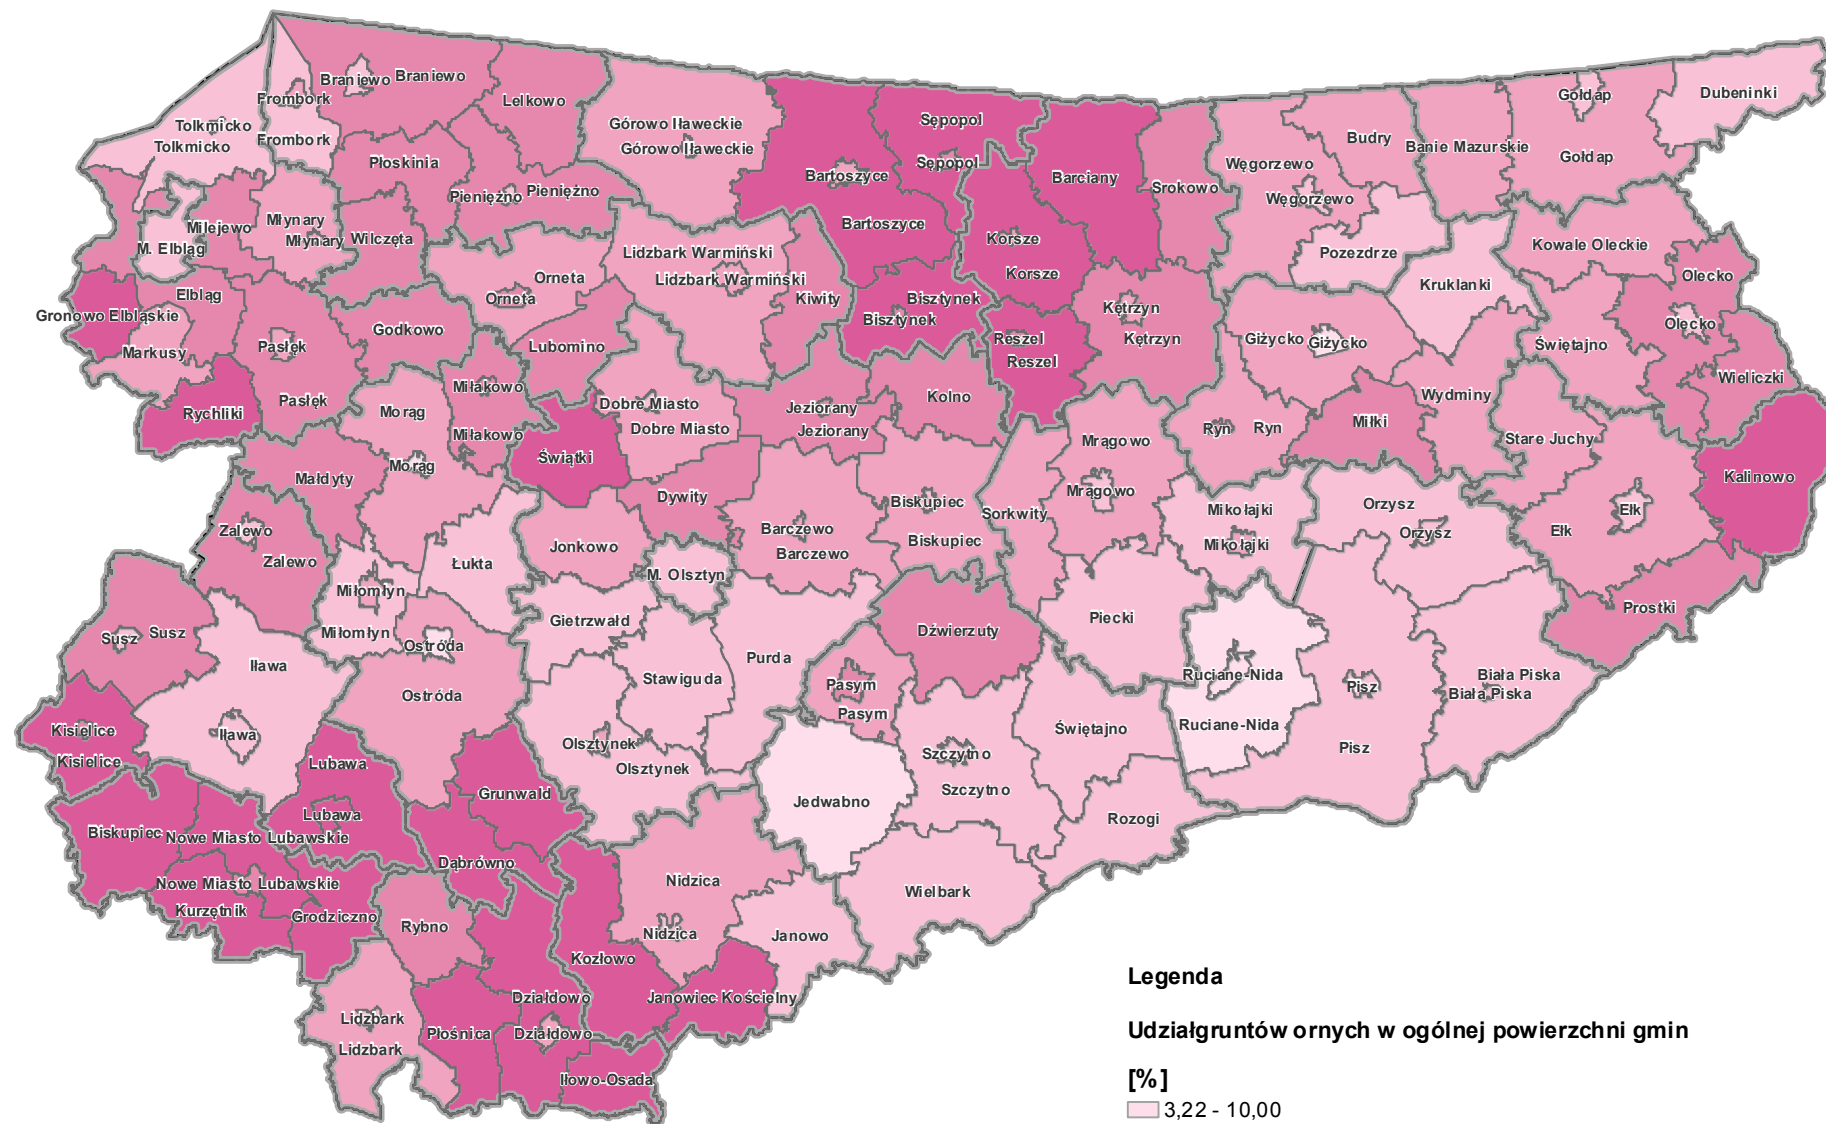 Braniewo
Braniewo
Lelkowo
Frombork
Frombork
Tolkmicko
Tolkmicko
Płoskinia
Pieniężno
Pieniężno
Górowo Iławeckie
Górowo Iławeckie
Sępopol
Sępopol
Bartoszyce
Bartoszyce
Barciany
Srokowo
Węgorzewo
Węgorzewo
Budry
Banie Mazurskie
Gołdap
Gołdap
Dubeninki
M. Elbląg
Milejewo
Młynary
Młynary
Wilczęta
Orneta
Orneta
Lidzbark Warmiński
Lidzbark Warmiński
Kiwity
Korsze
Korsze
Pozezdrze
Kruklanki
Kowale Oleckie
Olecko
Olecko
Gronowo Elbląskie
Elbląg
Markusy
Pasłęk
Pasłęk
Godkowo
Lubomino
Bisztynek
Bisztynek
Reszel
Reszel
Kętrzyn
Kętrzyn
Giżycko
Giżycko
Świętajno
Wieliczki
Rychliki
Morąg
Morąg
Miłakowo
Miłakowo
Dobre Miasto
Dobre Miasto
Jeziorany
Jeziorany
Kolno
Mrągowo
Mrągowo
Ryn
Ryn
Miłki
Wydminy
Stare Juchy
Kalinowo
Małdyty
Świątki
Dywity
Biskupiec
Biskupiec
Sorkwity
Mikołajki
Mikołajki
Orzysz
Orzysz
Ełk
Ełk
Zalewo
Zalewo
Łukta
Jonkowo
Barczewo
Barczewo
M. Olsztyn
Miłomłyn
Miłomłyn
Gietrzwałd
Dźwierzuty
Piecki
Prostki
Susz
Susz
Iława
Iława
Ostróda
Ostróda
Stawiguda
Purda
Pasym
Pasym
Ruciane-Nida
Ruciane-Nida
Pisz
Pisz
Biała Piska
Biała Piska
Kisielice
Kisielice
Lubawa
Lubawa
Olsztynek
Olsztynek
Szczytno
Szczytno
Świętajno
Grunwald
Jedwabno
Rozogi
Biskupiec
Nowe Miasto Lubawskie
Nowe Miasto Lubawskie
Dąbrówno
Kurzętnik
Grodziczno
Rybno
Nidzica
Nidzica
Wielbark
Janowo
Kozłowo
Janowiec Kościelny
Lidzbark
Lidzbark
Płośnica
Działdowo
Działdowo
Iłowo-Osada
Legenda
Udziałgruntów ornych w ogólnej powierzchni gmin
[%]
3,22 - 10,00